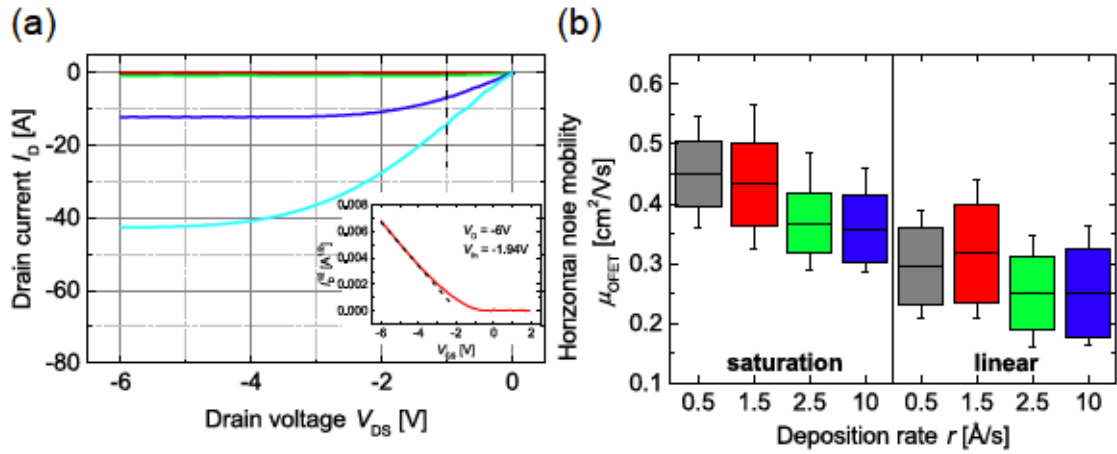 (a)
0
-20
-40
-60
-80
Drain current I_D [A]
-6
-4
-2
0
Drain voltage V_DS [V]
0.008
0.006
0.004
0.002
0.000
V_D = -6V
V_th = -1.94V
-6 -4 -2 0 2
[V]
(b)
0.6
0.5
0.4
0.3
0.2
0.1
Horizontal hole mobility
μ_OFET [cm²/Vs]
saturation
linear
0.5 1.5 2.5 10 0.5 1.5 2.5 10
Deposition rate r [Å/s]